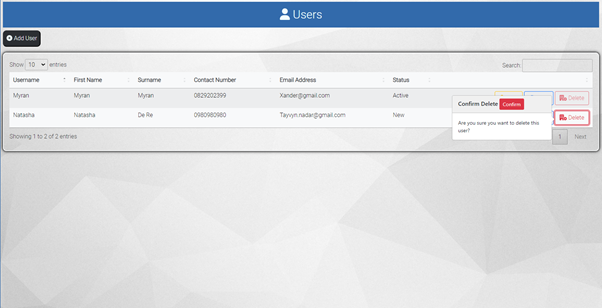 Users
Add User
Show 10 entries
Search:
Username First Name Surname Contact Number Email Address Status
Myran Myran Myran 0829202399 Xander@gmail.com Active Delete
Confirm Delete Confirm
Natasha Natasha De Re 0980980980 Tayvyn.nadar@gmail.com New Delete
Are you sure you want to delete this
user?
Showing 1 to 2 of 2 entries
1 Next